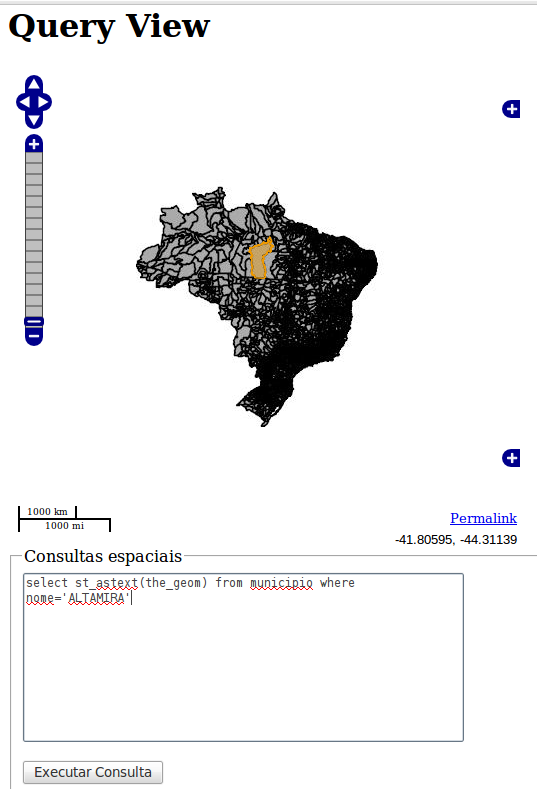 Query View
1000 km
1000 mi
Permalink
-41.80595, -44.31139
Consultas espaciais
select st_astext(the_geom) from municipio where
nome='ALTAMIRA'
Executar Consulta